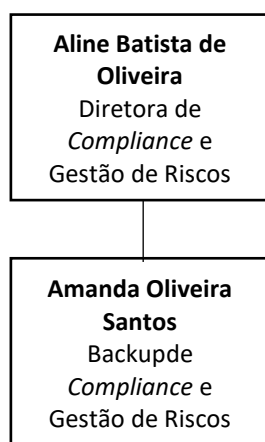 Aline Batista de
Oliveira
Diretora de
Compliance e
Gestão de Riscos
Amanda Oliveira
Santos
Backupde
Compliance e
Gestão de Riscos